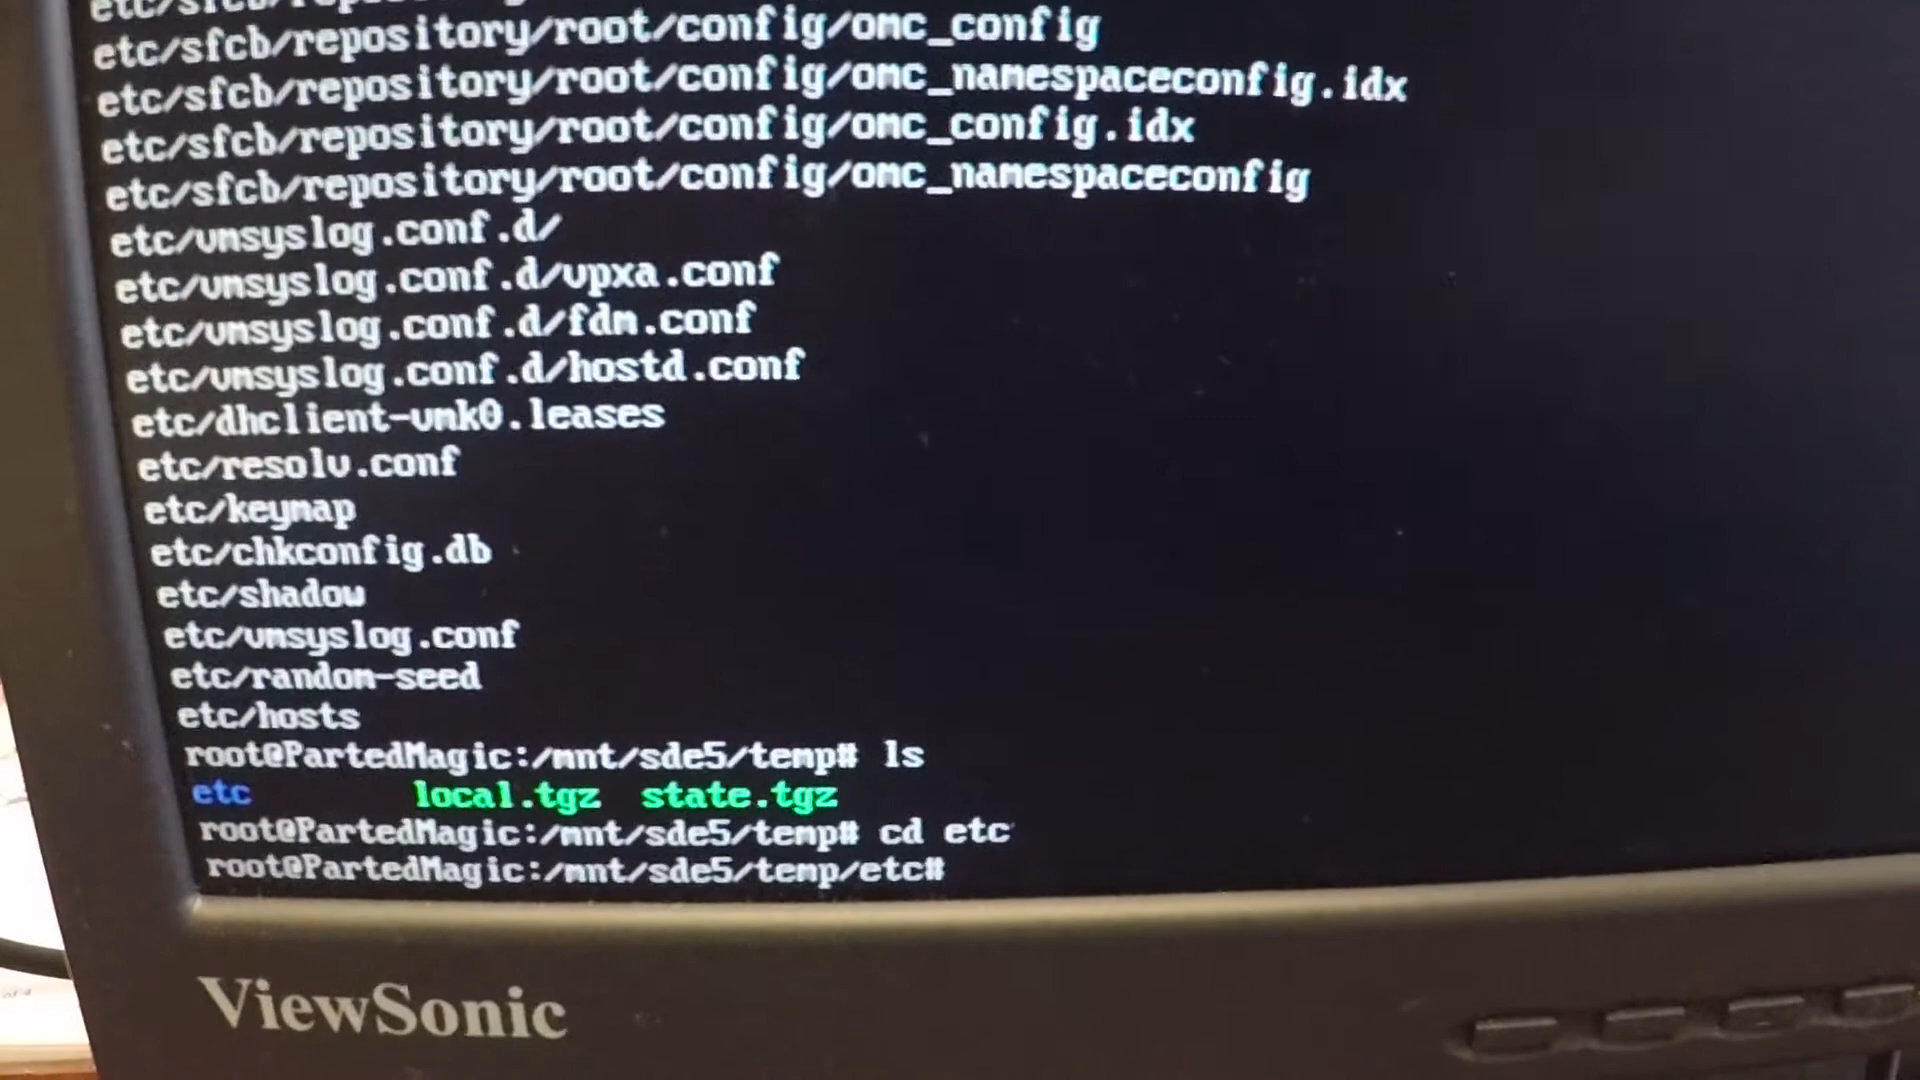 etc/sfcb/repository/root/config/omc_config
etc/sfcb/repository/root/config/omc_namespaceconfig.idx
etc/sfcb/repository/root/config/omc_config.idx
etc/sfcb/repository/root/config/omc_namespaceconfig
etc/vmsyslog.conf.d/
etc/vmsyslog.conf.d/vpxa.conf
etc/vmsyslog.conf.d/fdm.conf
etc/vmsyslog.conf.d/hostd.conf
etc/dhclient-vmk0.leases
etc/resolv.conf
etc/keymap
etc/chkconfig.db
etc/shadow
etc/vmsyslog.conf
etc/random-seed
etc/hosts
root@PartedMagic:/mnt/sde5/temp# ls
etc local.tgz state.tgz
root@PartedMagic:/mnt/sde5/temp# cd etc
root@PartedMagic:/mnt/sde5/temp/etc#
ViewSonic